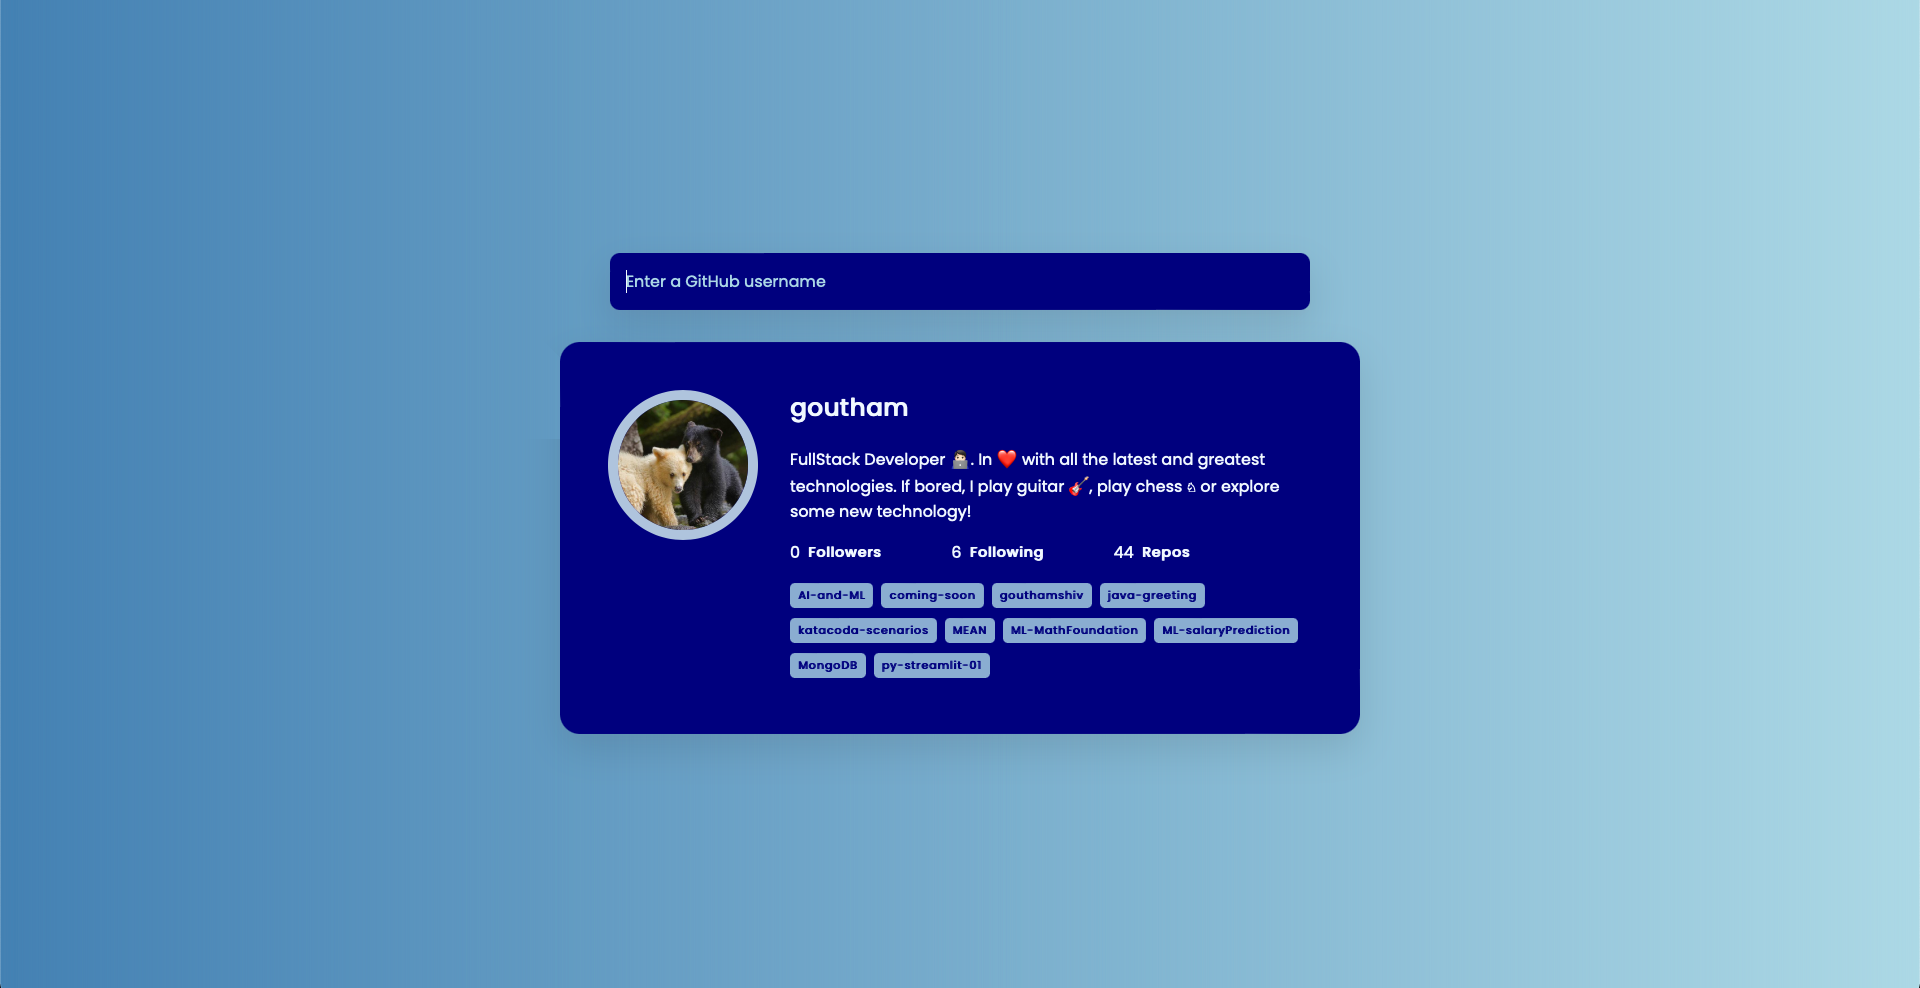 Enter a GitHub username
goutham
FullStack Developer 👨🏻‍💻. In ❤️ with all the latest and greatest
technologies. If bored, I play guitar 🎸, play chess ♘ or explore
some new technology!
0 Followers 6 Following 44 Repos
AI-and-ML coming-soon gouthamshiv java-greeting
katacoda-scenarios MEAN ML-MathFoundation ML-salaryPrediction
MongoDB py-streamlit-01